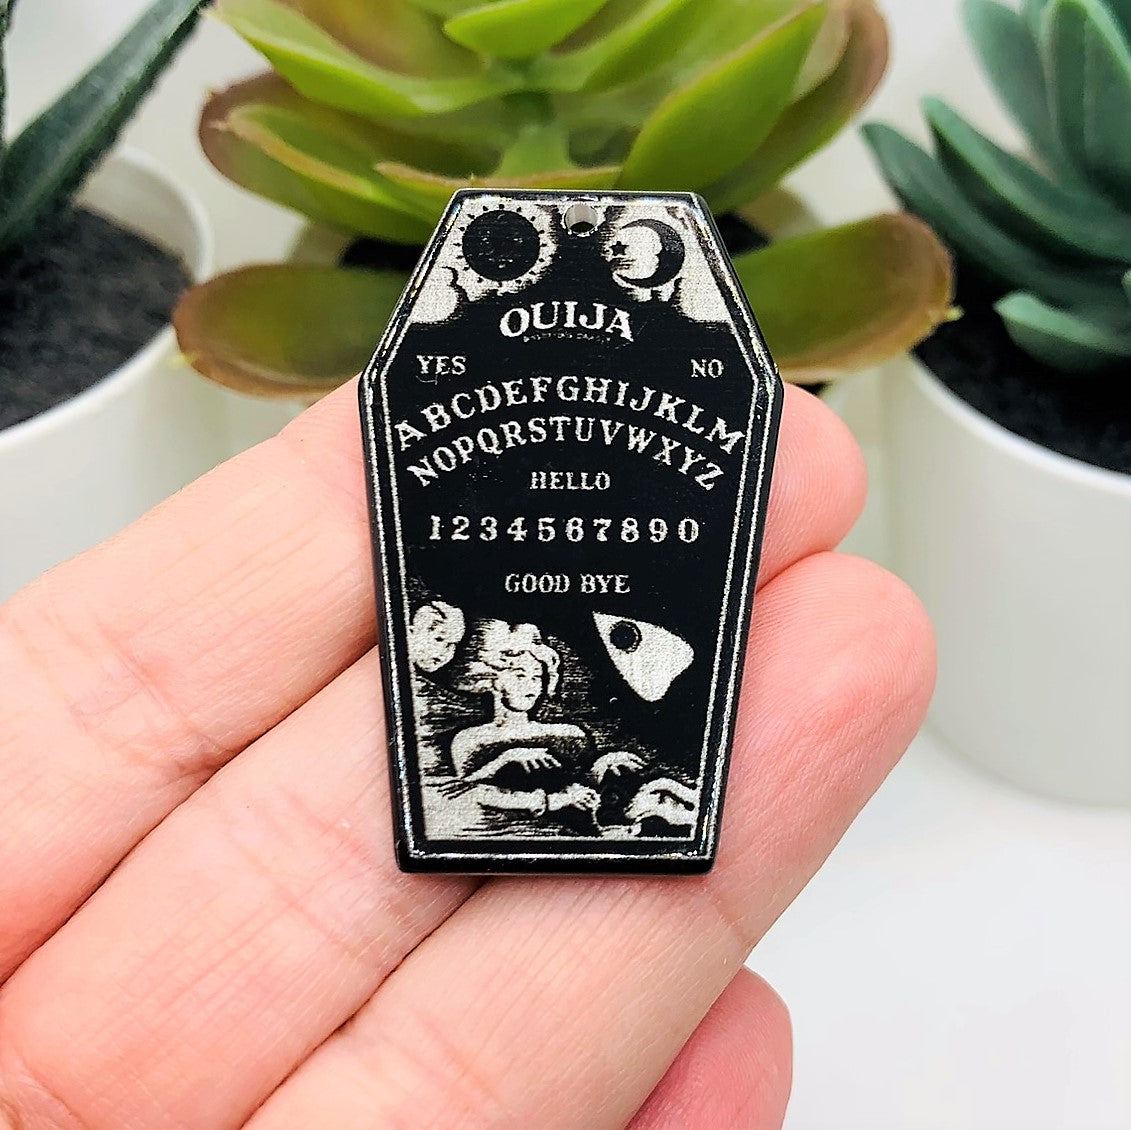 OUIJA
YES NO
ABCDEFGHIJKLM
NOPQRSTUVWXYZ
HELLO
1234567890
GOOD BYE